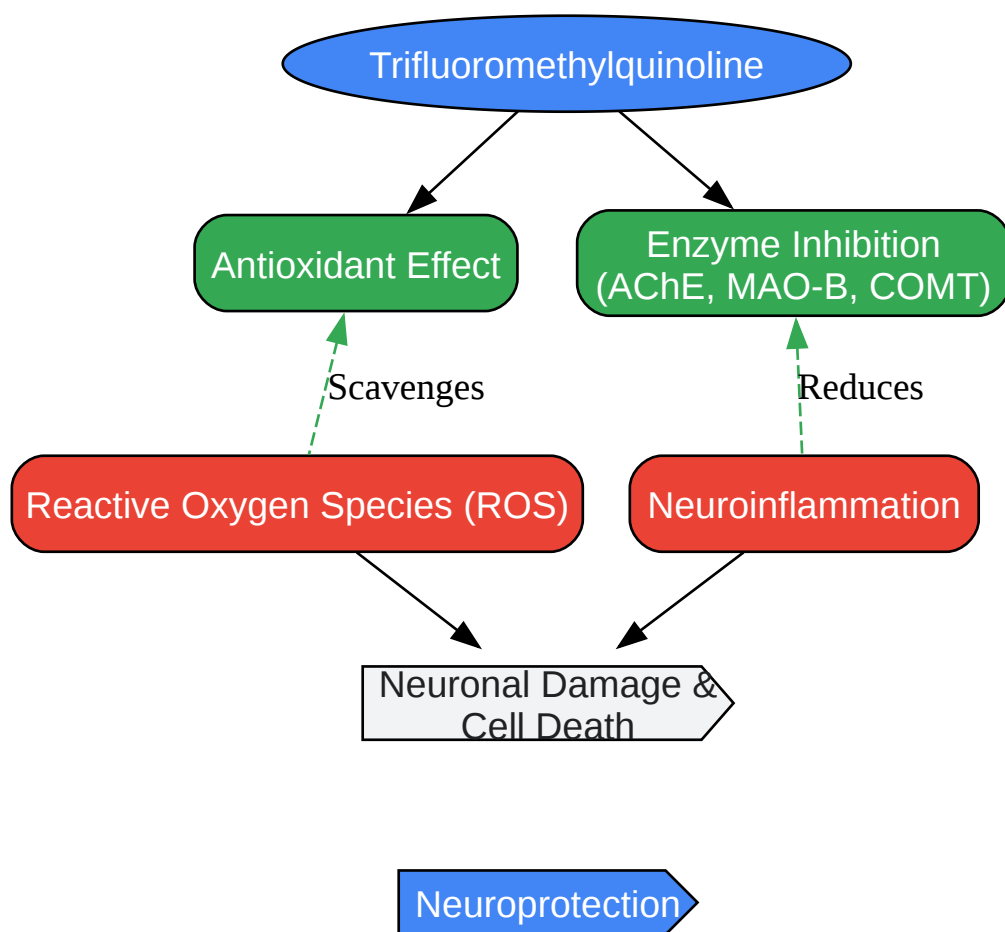 Trifluoromethylquinoline
Antioxidant Effect
Enzyme Inhibition
(AChE, MAO-B, COMT)
Scavenges
Reduces
Reactive Oxygen Species (ROS)
Neuroinflammation
Neuronal Damage &
Cell Death
Neuroprotection